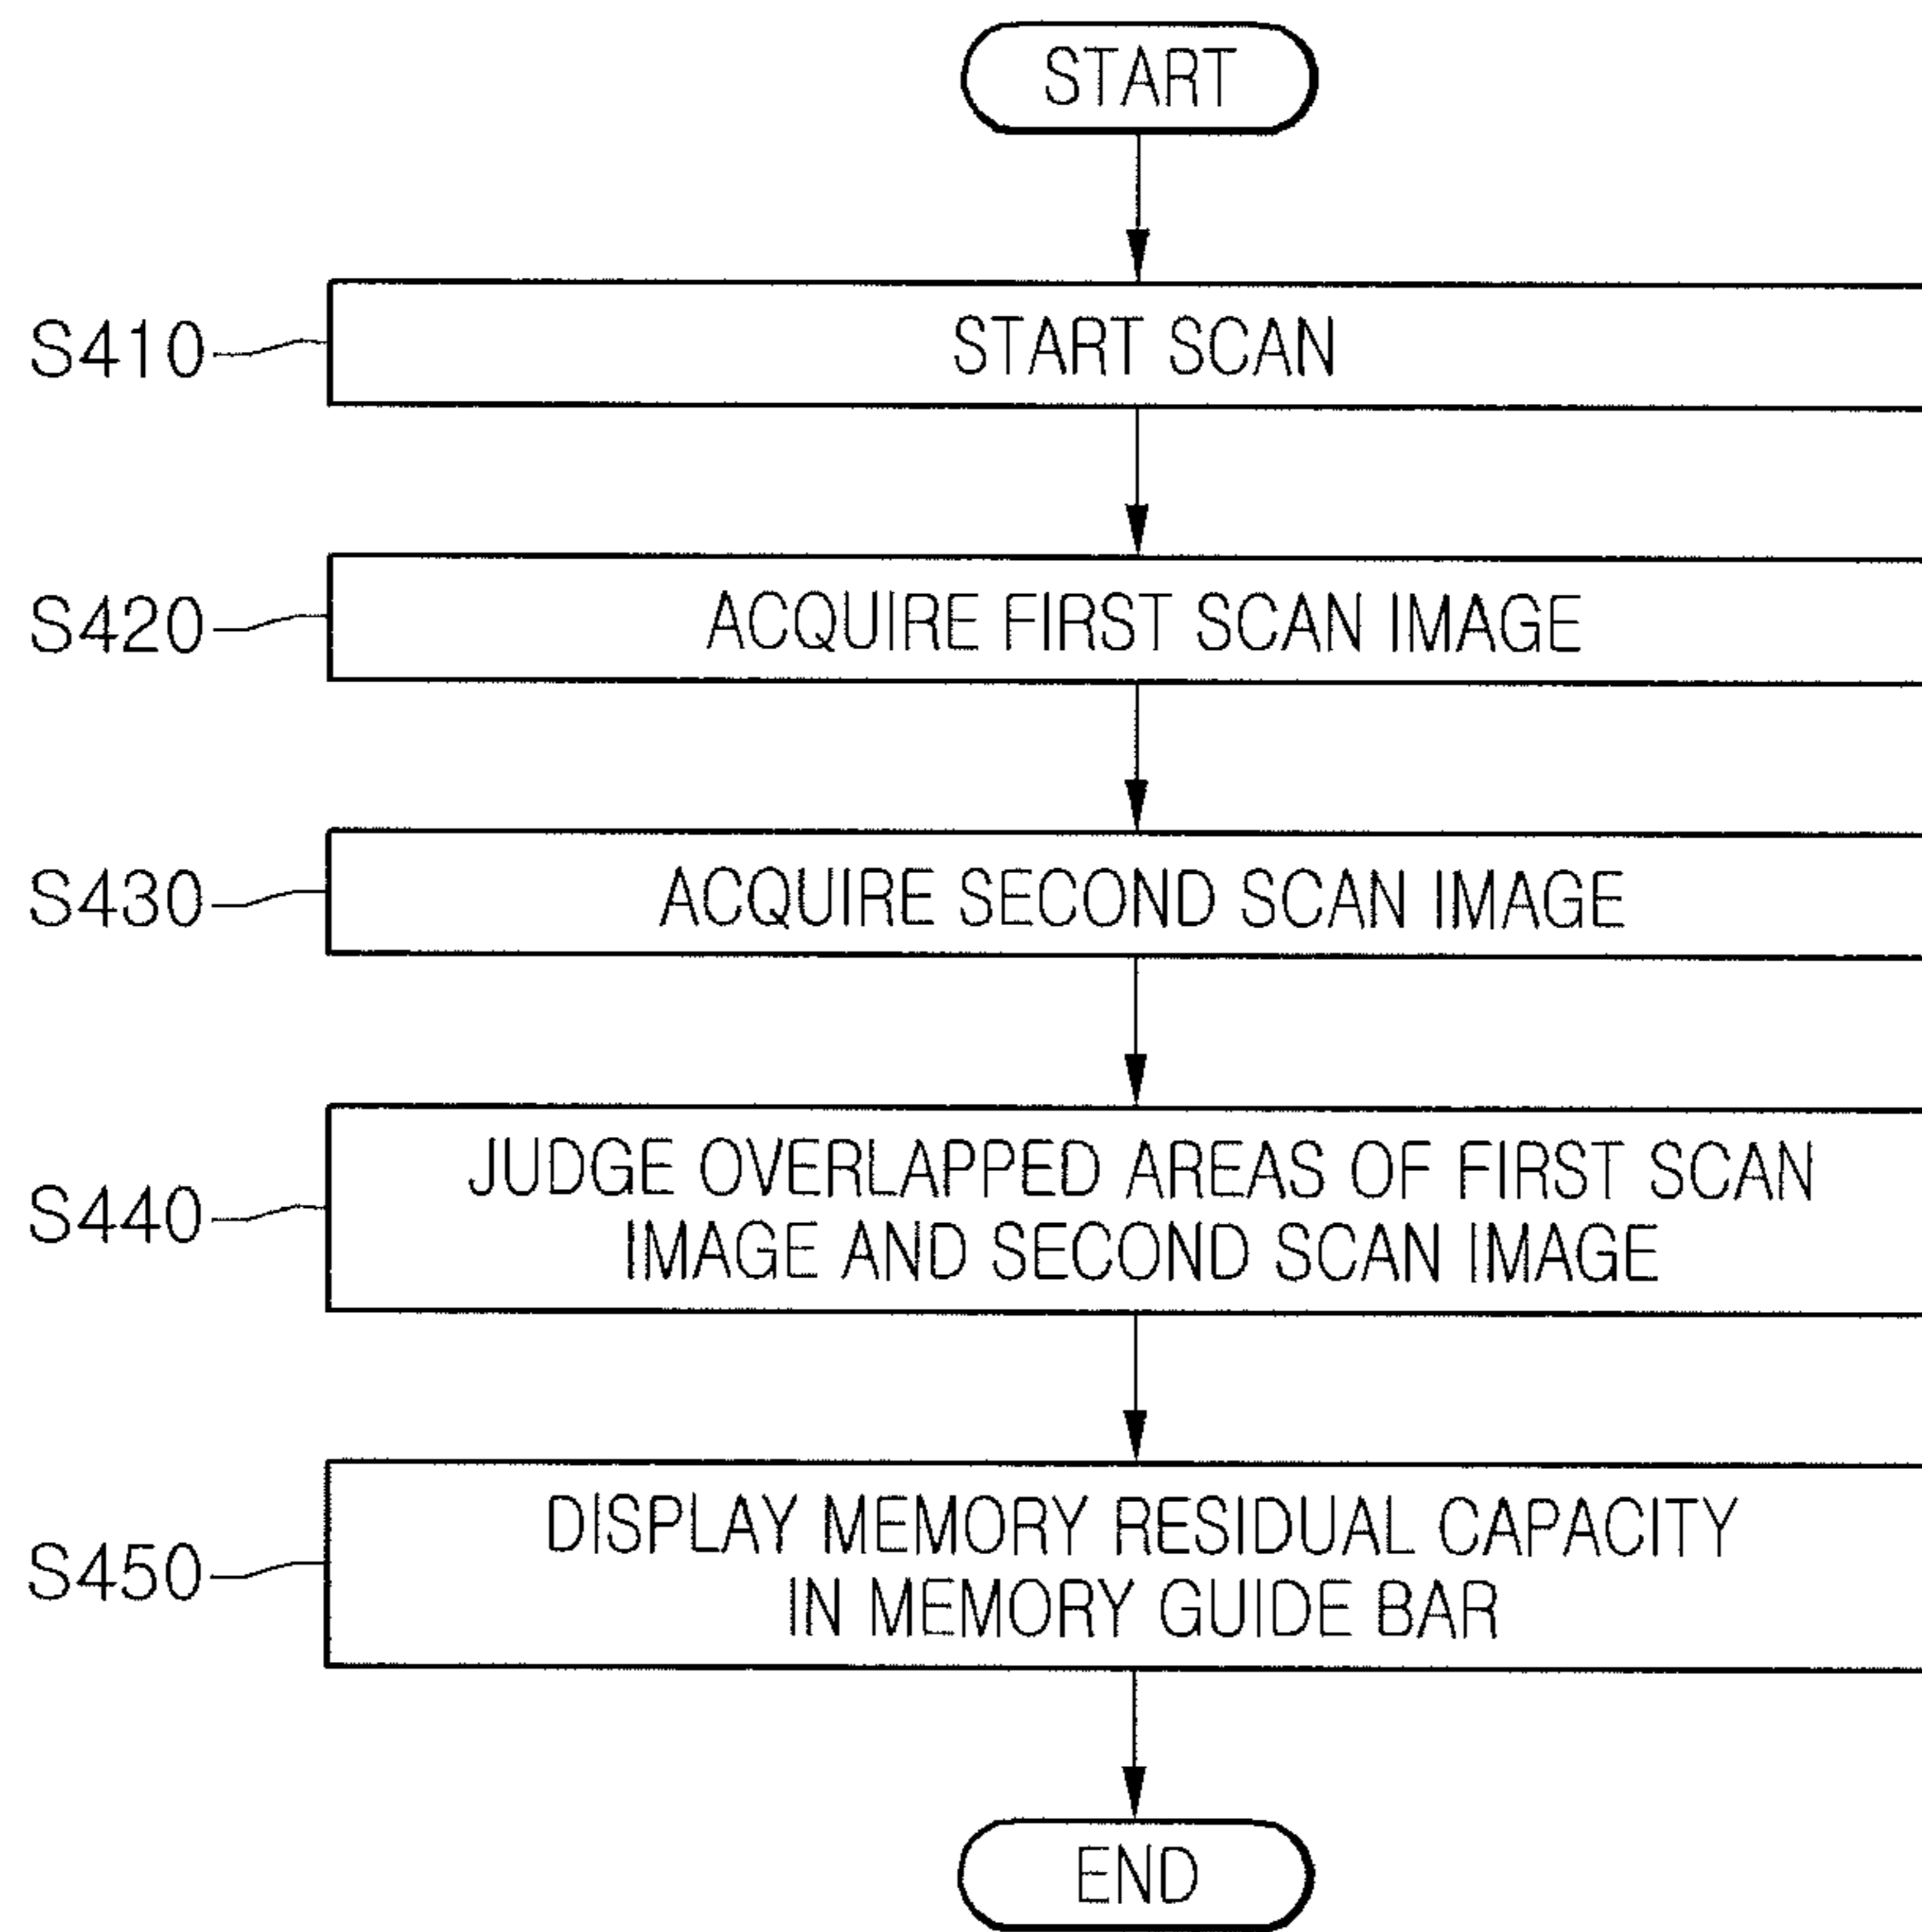 START
S410
START SCAN
S420
ACQUIRE FIRST SCAN IMAGE
S430
ACQUIRE SECOND SCAN IMAGE
S440
JUDGE OVERLAPPED AREAS OF FIRST SCAN
IMAGE AND SECOND SCAN IMAGE
S450
DISPLAY MEMORY RESIDUAL CAPACITY
IN MEMORY GUIDE BAR
END